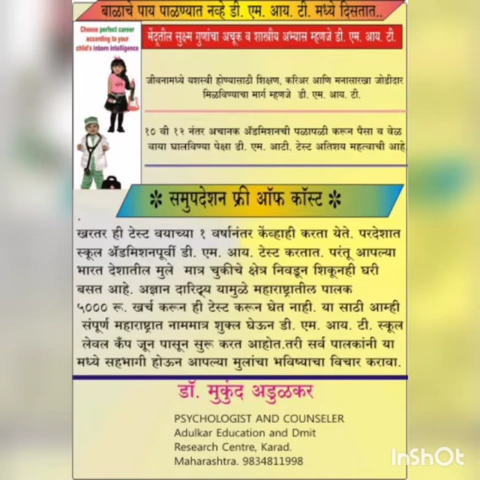 बाळाचे पाय पाळण्यात नव्हे डी. एम. आय. टी. मध्ये दिसतात..
Choose perfect career
according to your
child's inborn intelligence
मेंदूतील सुक्ष्म गुणांचा अचूक व शास्त्रीय अभ्यास म्हणजे डी. एम. आय. टी.
जीवनामध्ये यशस्वी होण्यासाठी शिक्षण, करिअर आणि मनासारखा जोडीदार
मिळविण्याचा मार्ग म्हणजे डी. एम. आय. टी.
१० वी १२ नंतर अचानक ॲडमिशनची पळापळी करून पैसा व वेळ
वाया घालविण्या पेक्षा डी. एम. आटी. टेस्ट अतिशय महत्वाची आहे.
* समुपदेशन फ्री ऑफ कॉस्ट *
खरतर ही टेस्ट वयाच्या १ वर्षानंतर केंव्हाही करता येते. परदेशात
स्कूल ॲडमिशनपूर्वी डी. एम. आय. टेस्ट करतात. परंतू आपल्या
भारत देशातील मुले मात्र चुकीचे क्षेत्र निवडून शिकूनही घरी
बसत आहे. अज्ञान दारिद्र्य यामुळे महाराष्ट्रातील पालक
५००० रू. खर्च करून ही टेस्ट करून घेत नाही. या साठी आम्ही
संपूर्ण महाराष्ट्रात नाममात्र शुक्ल घेऊन डी. एम. आय. टी. स्कूल
लेवल कॅंप जून पासून सुरू करत आहोत.तरी सर्व पालकांनी या
मध्ये सहभागी होऊन आपल्या मुलांचा भविष्याचा विचार करावा.
डॉ. मुकुंद अडुळकर
PSYCHOLOGIST AND COUNSELER
Adulkar Education and Dmit
Research Centre, Karad.
Maharashtra. 9834811998
InShOt